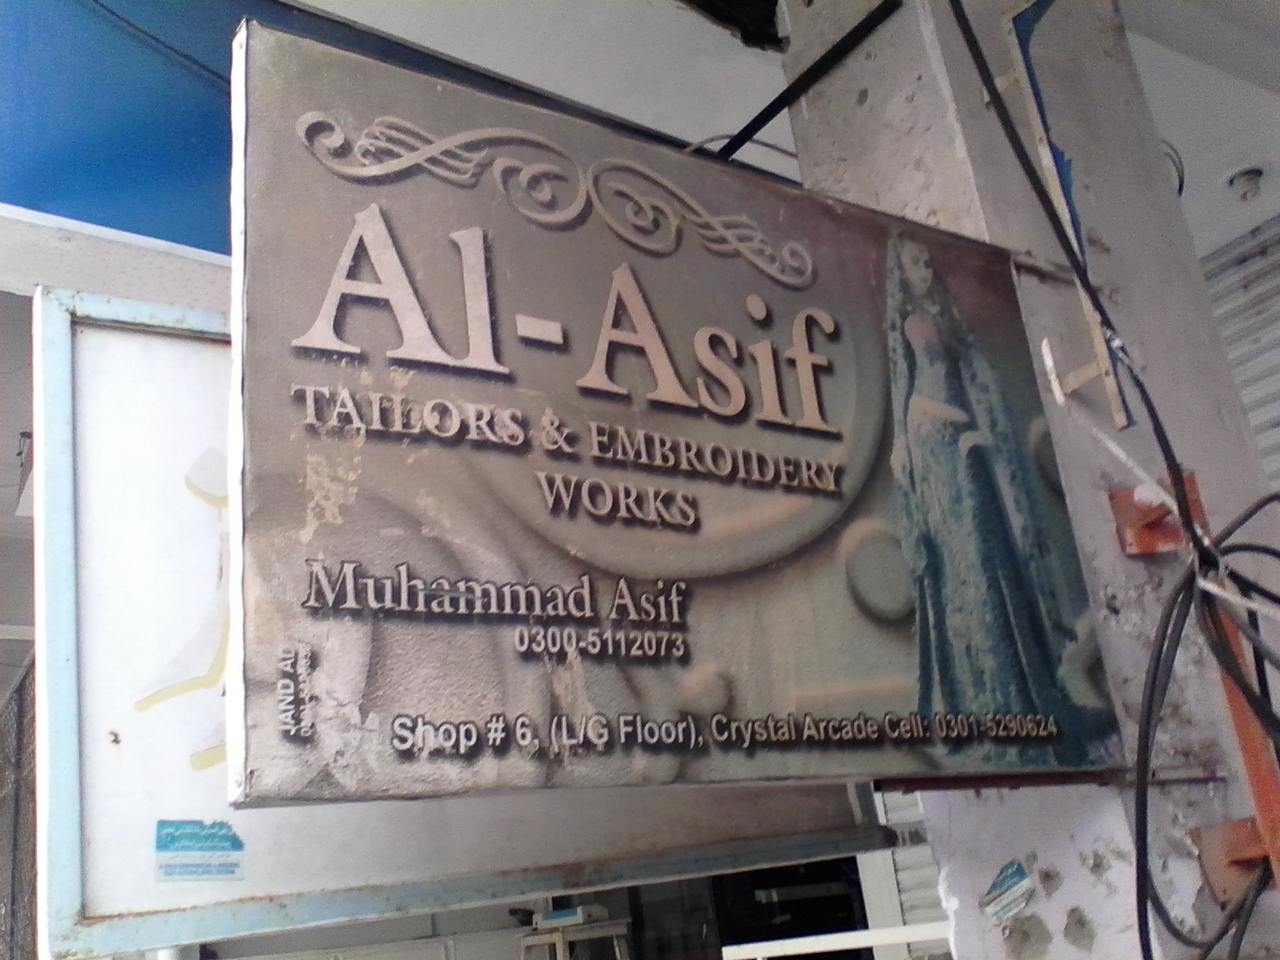 Al-Asif
TAILORS & EMBROIDERY
WORKS
Muhammad Asif
0300-5112073
Shop # 6, (L/G Floor), Crystal Arcade Cell: 0301-5290624